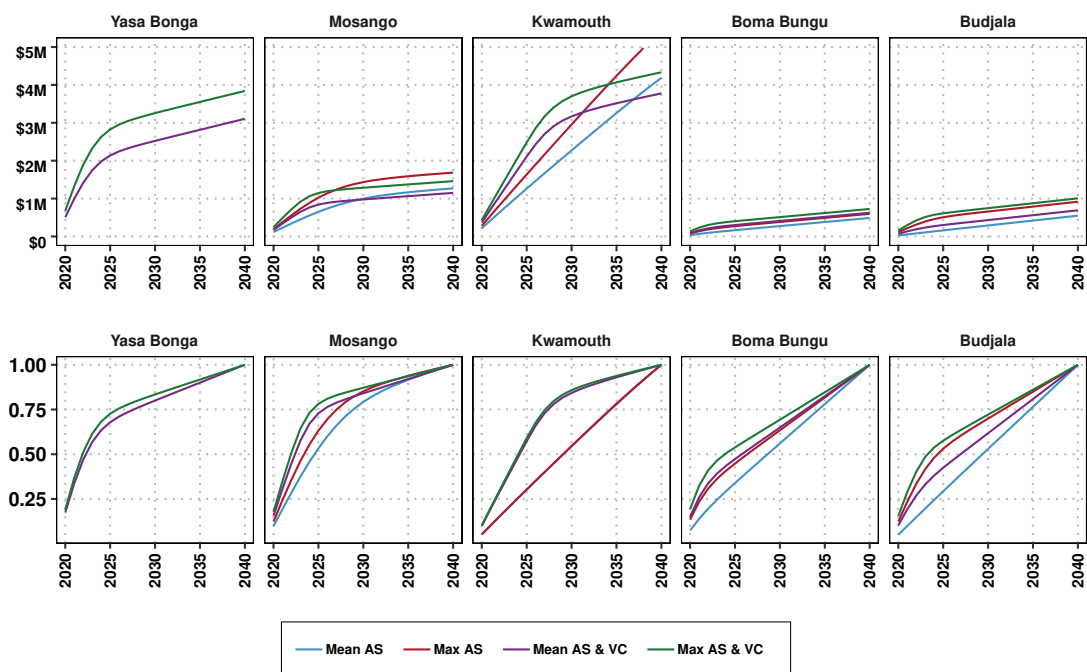 Yasa Bonga Mosango Kwamouth Boma Bungu Budjala
$5M
$4M
$3M
$2M
$1M
$0
2020 2025 2030 2035 2040 2020 2025 2030 2035 2040 2020 2025 2030 2035 2040 2020 2025 2030 2035 2040 2020 2025 2030 2035 2040
Yasa Bonga Mosango Kwamouth Boma Bungu Budjala
1.00
0.75
0.50
0.25
2020 2025 2030 2035 2040 2020 2025 2030 2035 2040 2020 2025 2030 2035 2040 2020 2025 2030 2035 2040 2020 2025 2030 2035 2040
Mean AS Max AS Mean AS & VC Max AS & VC